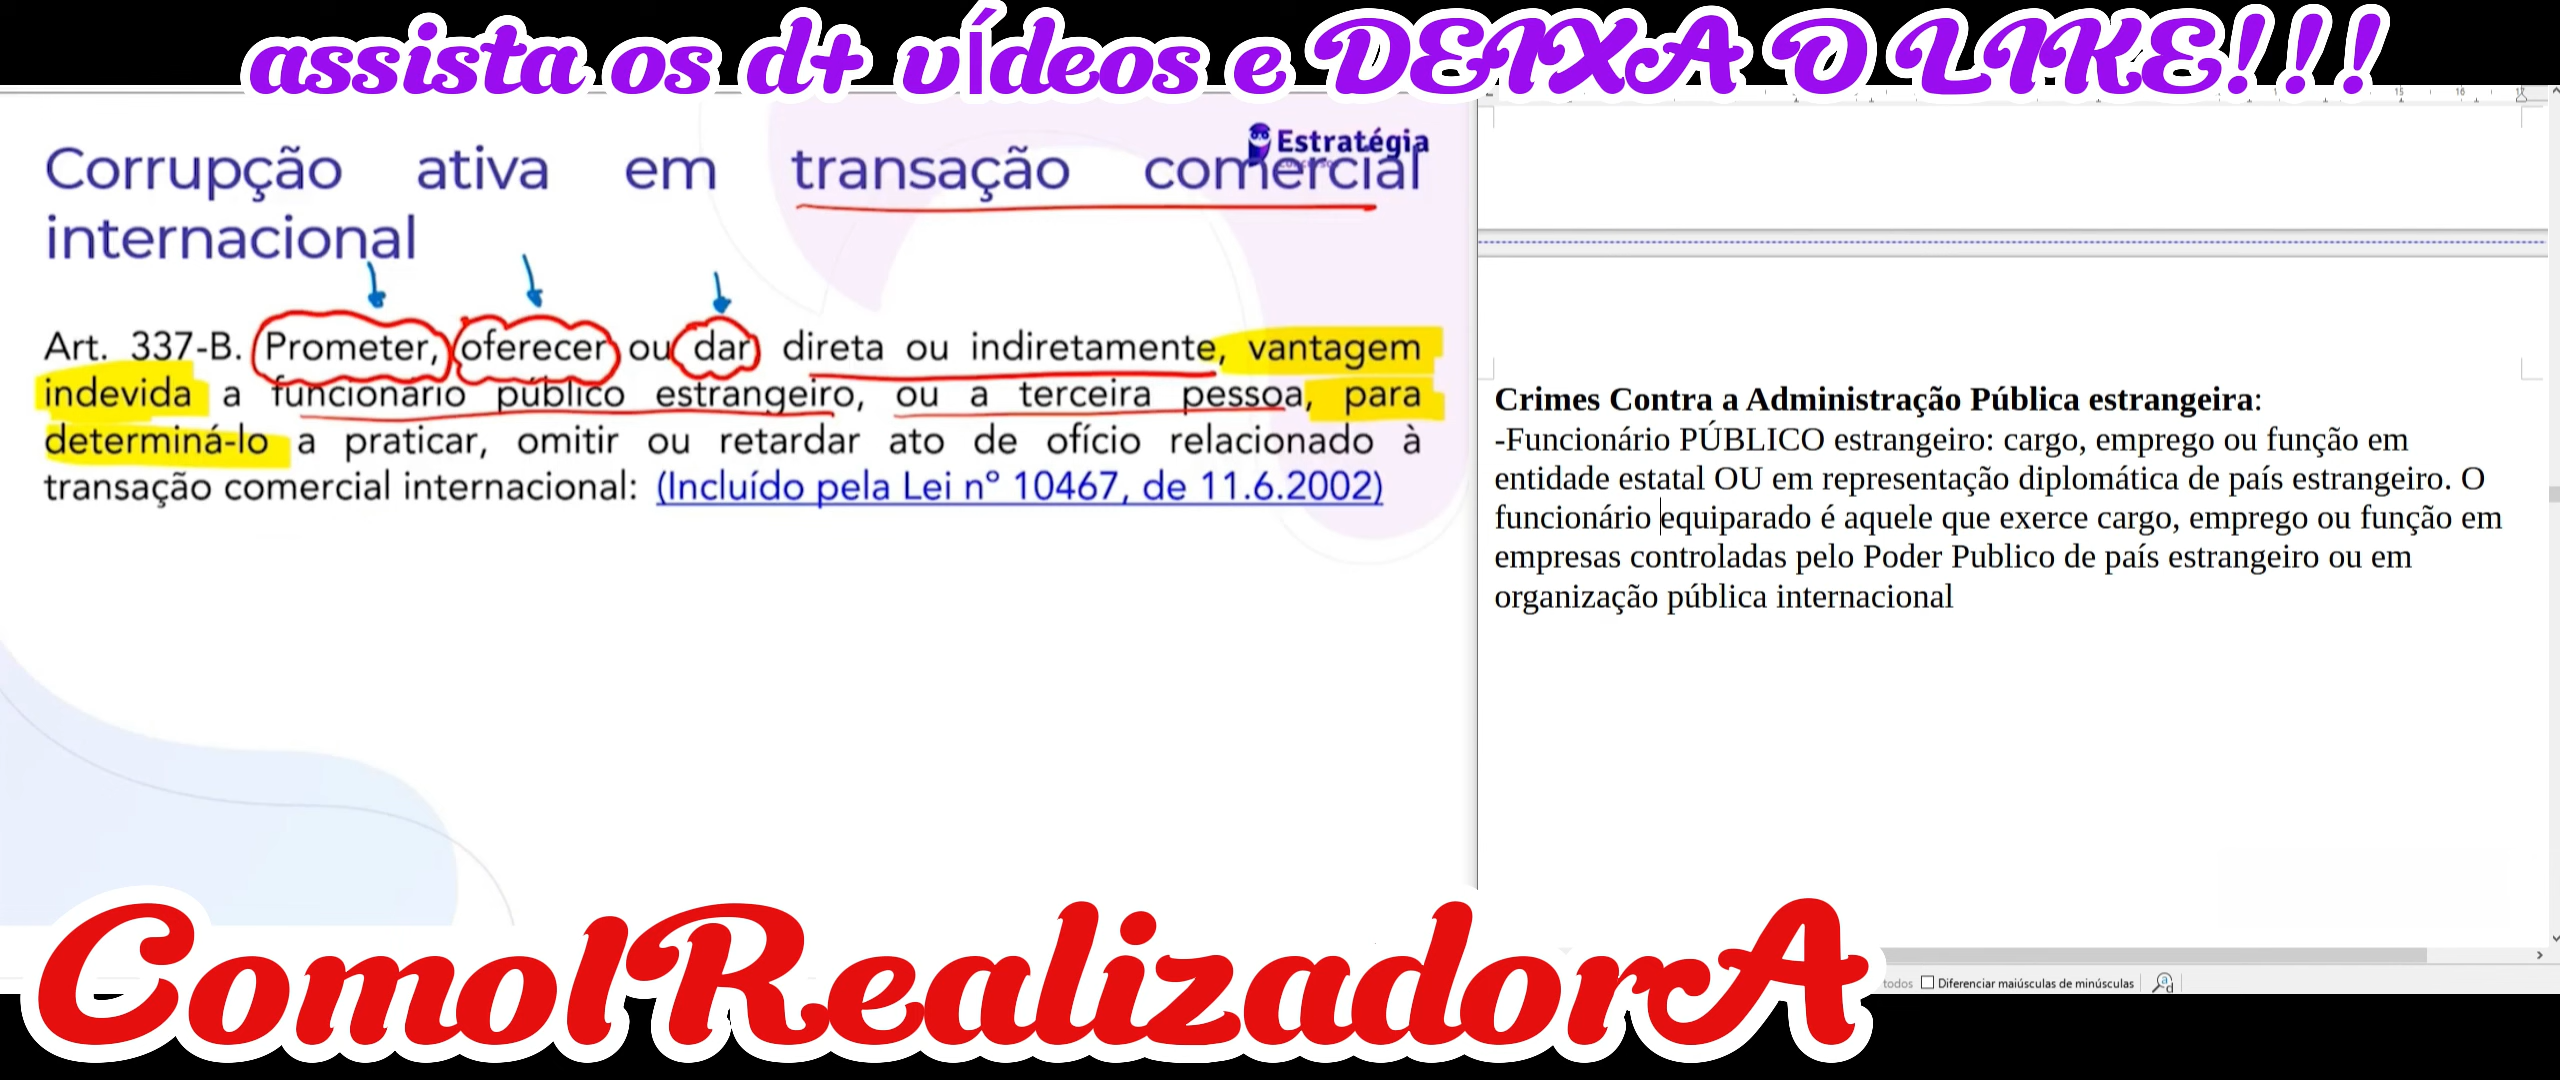 assista os d+ vÍdeos e DEIXA O LIKE!!!
Estratégia
Corrupção ativa em transação comercial
internacional
Art. 337-B. Prometer, oferecer ou dar direta ou indiretamente, vantagem
indevida a funcionário público estrangeiro, ou a terceira pessoa, para
determiná-lo a praticar, omitir ou retardar ato de ofício relacionado à
transação comercial internacional: (Incluído pela Lei nº 10467, de 11.6.2002)
15 16 17
Crimes Contra a Administração Pública estrangeira:
-Funcionário PÚBLICO estrangeiro: cargo, emprego ou função em
entidade estatal OU em representação diplomática de país estrangeiro. O
funcionário equiparado é aquele que exerce cargo, emprego ou função em
empresas controladas pelo Poder Publico de país estrangeiro ou em
organização pública internacional
todos Diferenciar maiúsculas de minúsculas
ComolRealizadorA